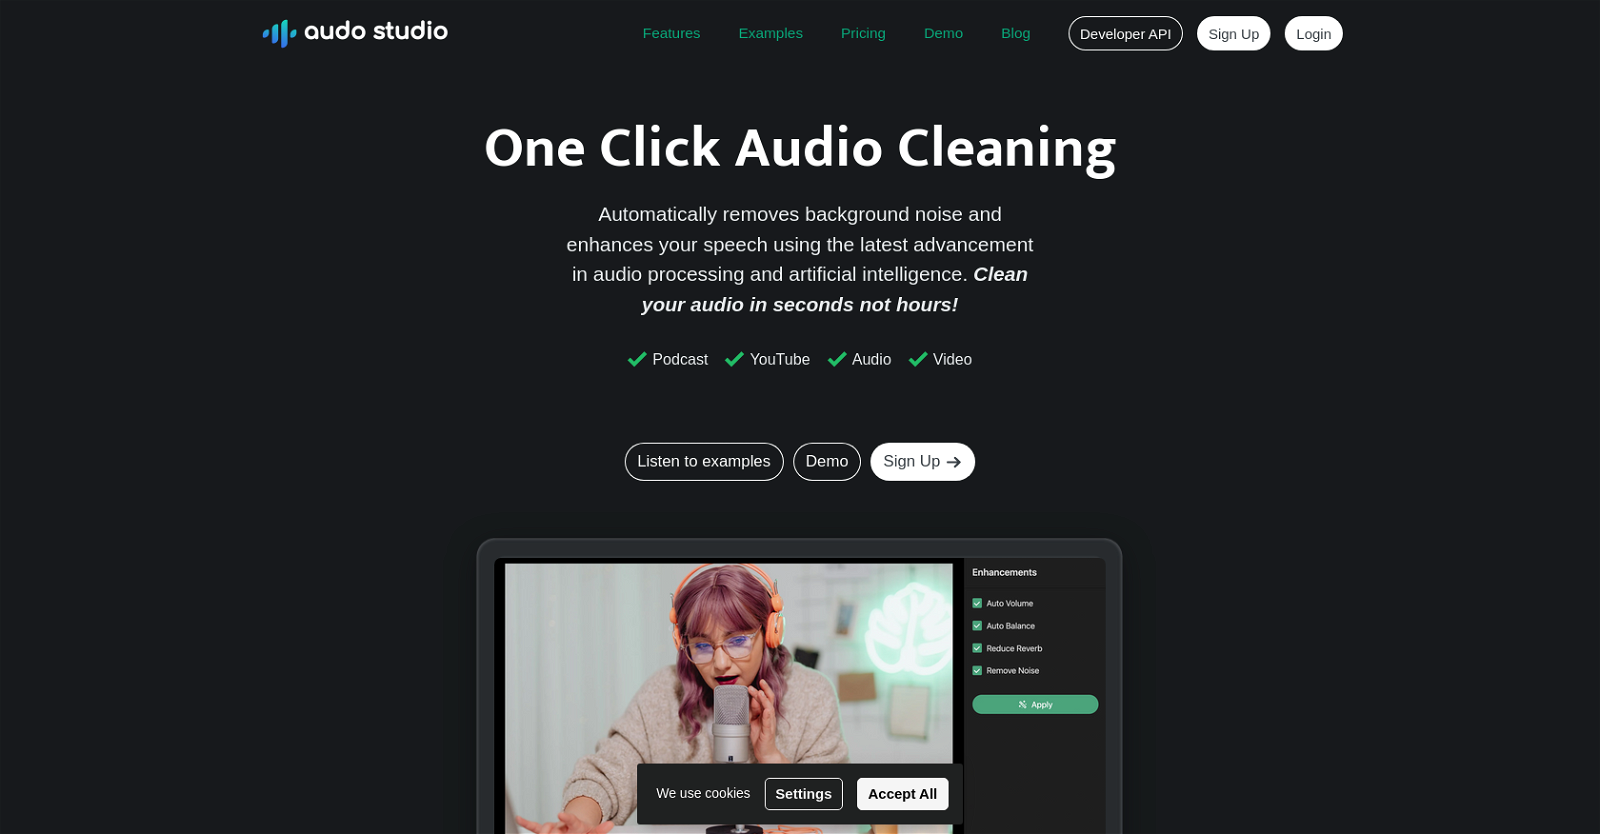 audo studio
Features Examples Pricing Demo Blog Developer API Sign Up Login
One Click Audio Cleaning
Automatically removes background noise and
enhances your speech using the latest advancement
in audio processing and artificial intelligence. Clean
your audio in seconds not hours!
Podcast YouTube Audio Video
Listen to examples Demo Sign Up
Enhancements
Auto Volume
Auto Balance
Reduce Reverb
Remove Noise
Apply
We use cookies Settings Accept All